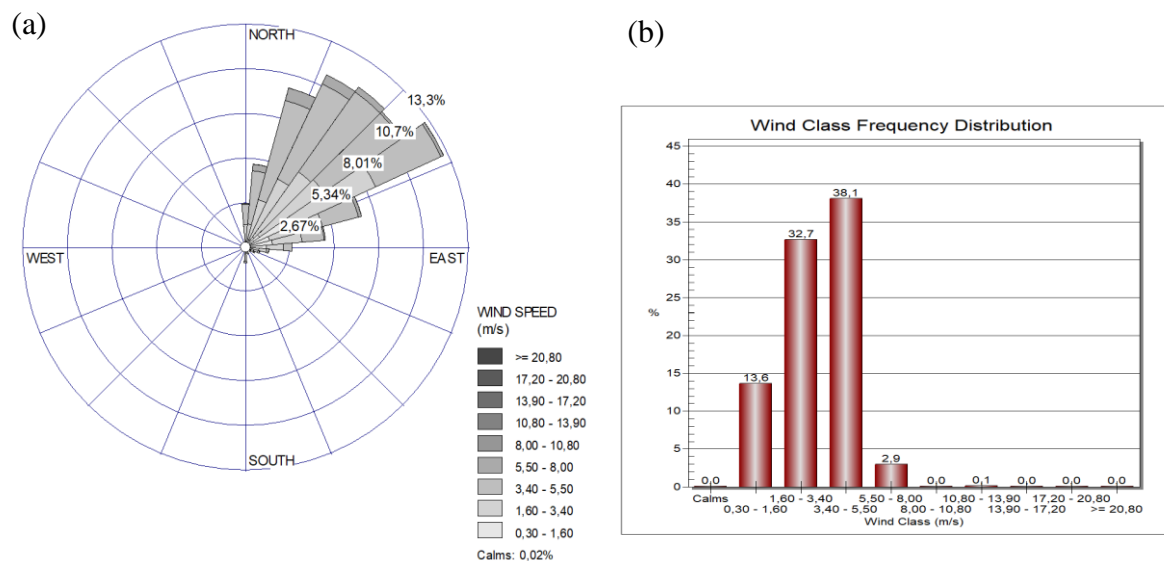 (a)
NORTH
13,3%
10,7%
8,01%
5,34%
2,67%
WEST
EAST
SOUTH
WIND SPEED
(m/s)
>= 20,80
17,20 - 20,80
13,90 - 17,20
10,80 - 13,90
8,00 - 10,80
5,50 - 8,00
3,40 - 5,50
1,60 - 3,40
0,30 - 1,60
Calms: 0,02%
(b)
Wind Class Frequency Distribution
%
45
40
35
30
25
20
15
10
5
0
0,0
13,6
32,7
38,1
2,9
0,0
0,1
0,0
0,0
0,0
Calms
0,30 - 1,60
1,60 - 3,40
3,40 - 5,50
5,50 - 8,00
8,00 - 10,80
10,80 - 13,90
13,90 - 17,20
17,20 - 20,80
>= 20,80
Wind Class (m/s)